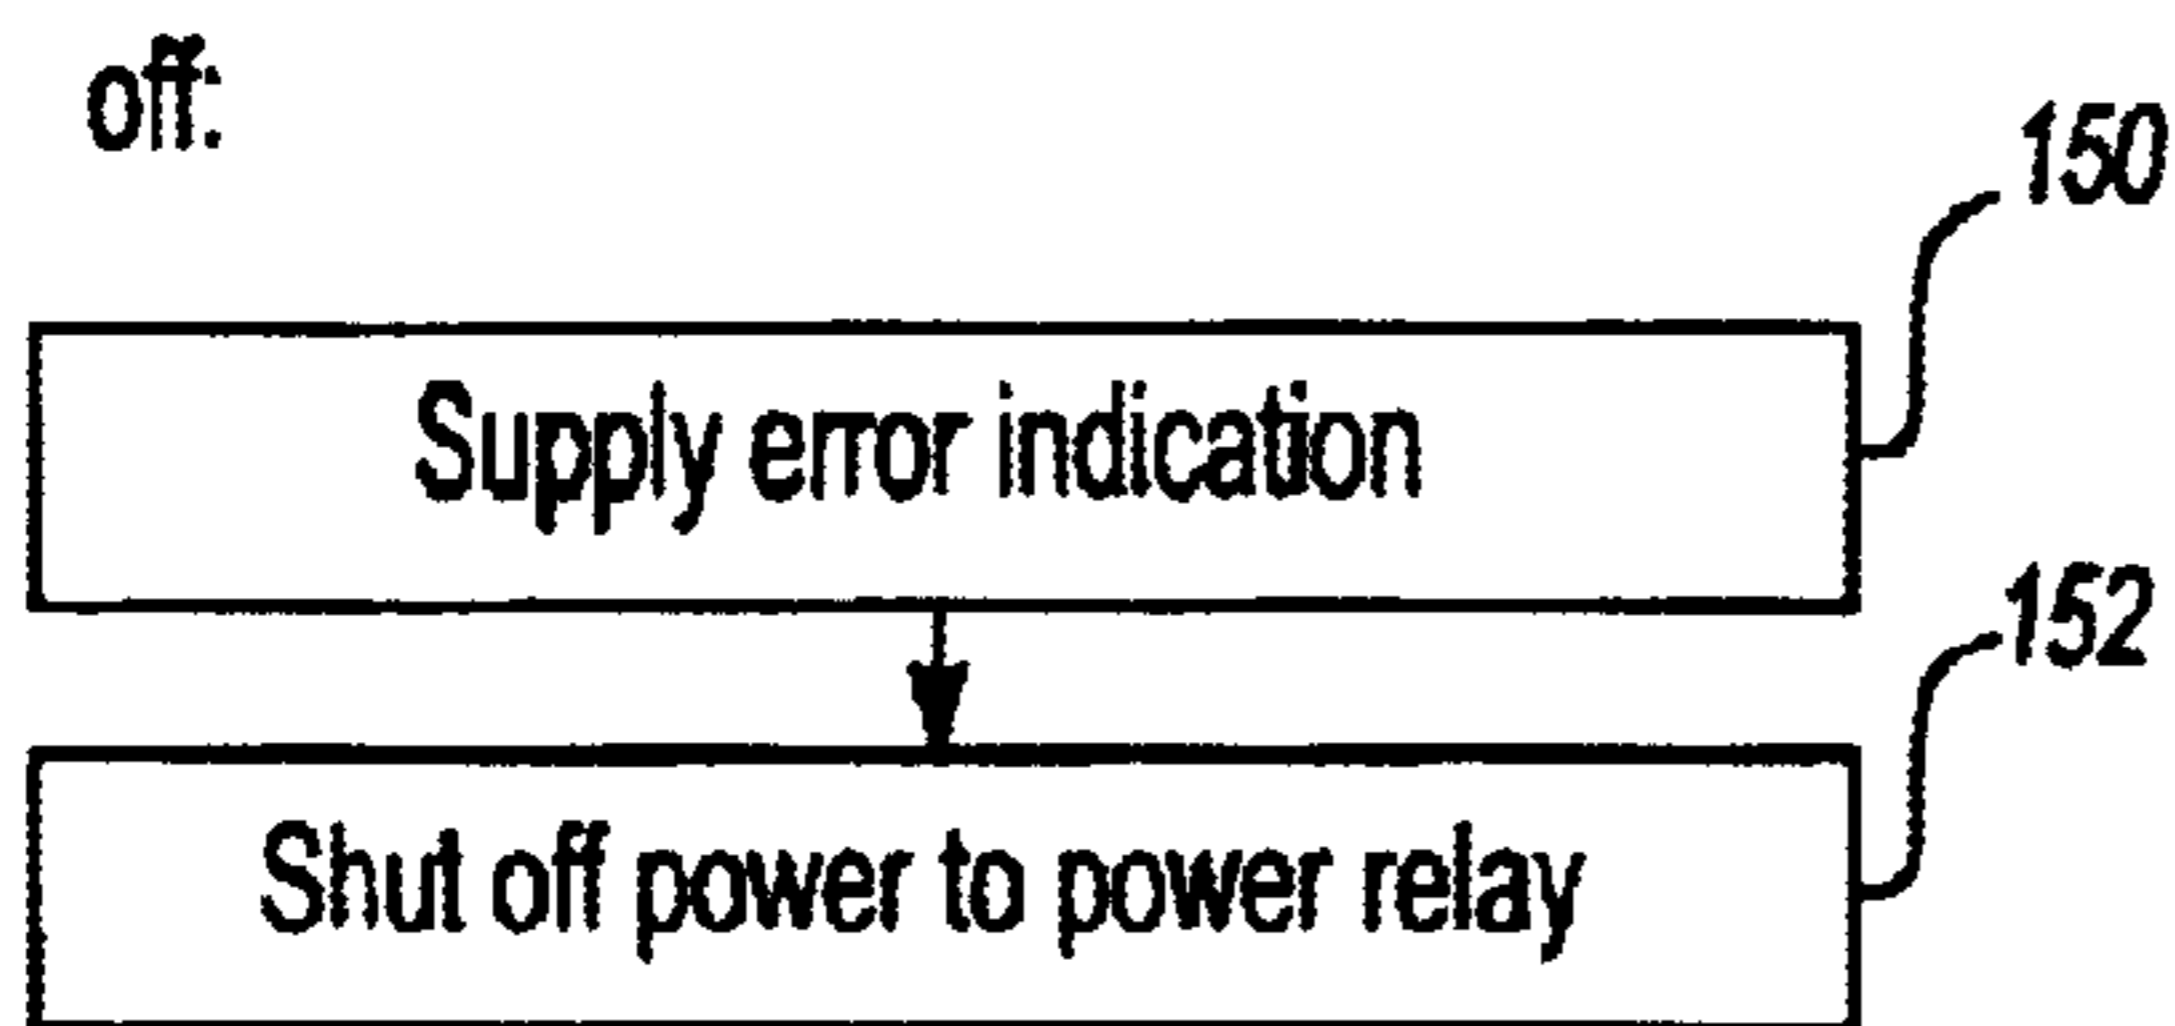 off:
150
Supply error indication
152
Shut off power to power relay